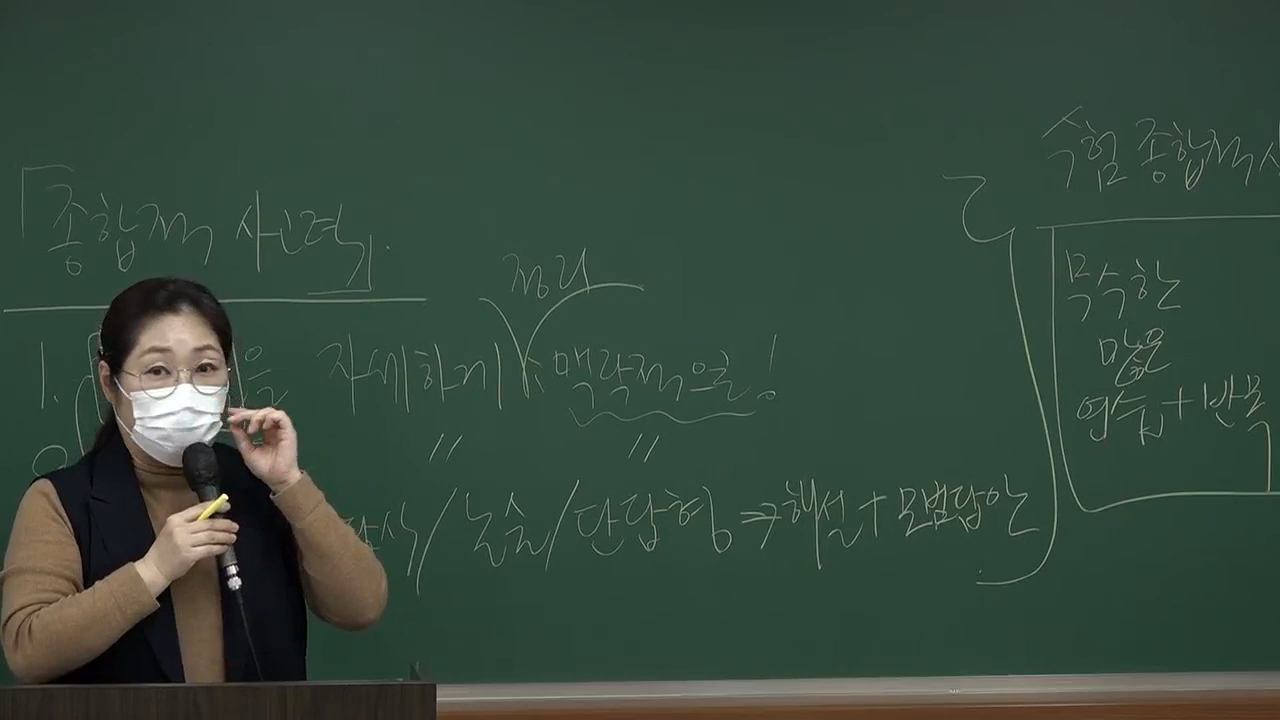 「종합적 사고력」
정리
1. 을 자세하게 맥락적으로!
〃 〃
/ 논술 / 단답형 ⇒ 해설 + 모범답안
수험 종합적 사
무수한
많은
연습 + 반복